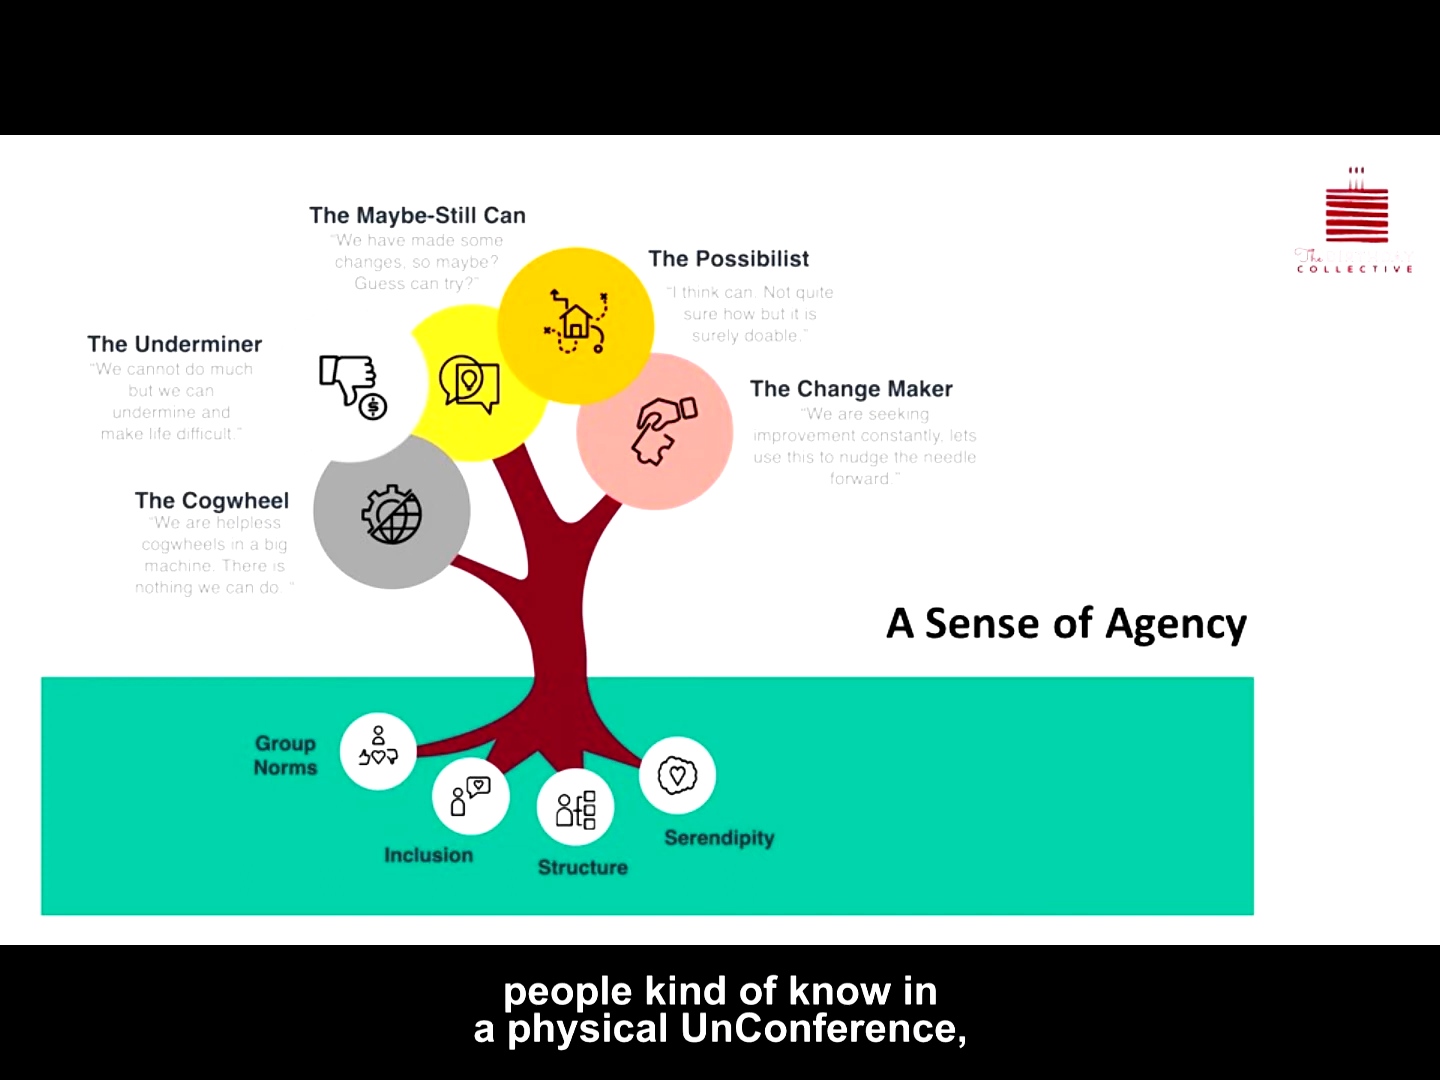 The
COLLECTIVE
The Maybe-Still Can
"We have made some
changes, so maybe?
Guess can try?"
The Possibilist
"I think can. Not quite
sure how but it is
surely doable."
The Underminer
"We cannot do much
but we can
undermine and
make life difficult."
The Change Maker
"We are seeking
improvement constantly, lets
use this to nudge the needle
forward."
The Cogwheel
"We are helpless
cogwheels in a big
machine. There is
nothing we can do. "
A Sense of Agency
Group
Norms
Inclusion
Structure
Serendipity
people kind of know in
a physical UnConference,